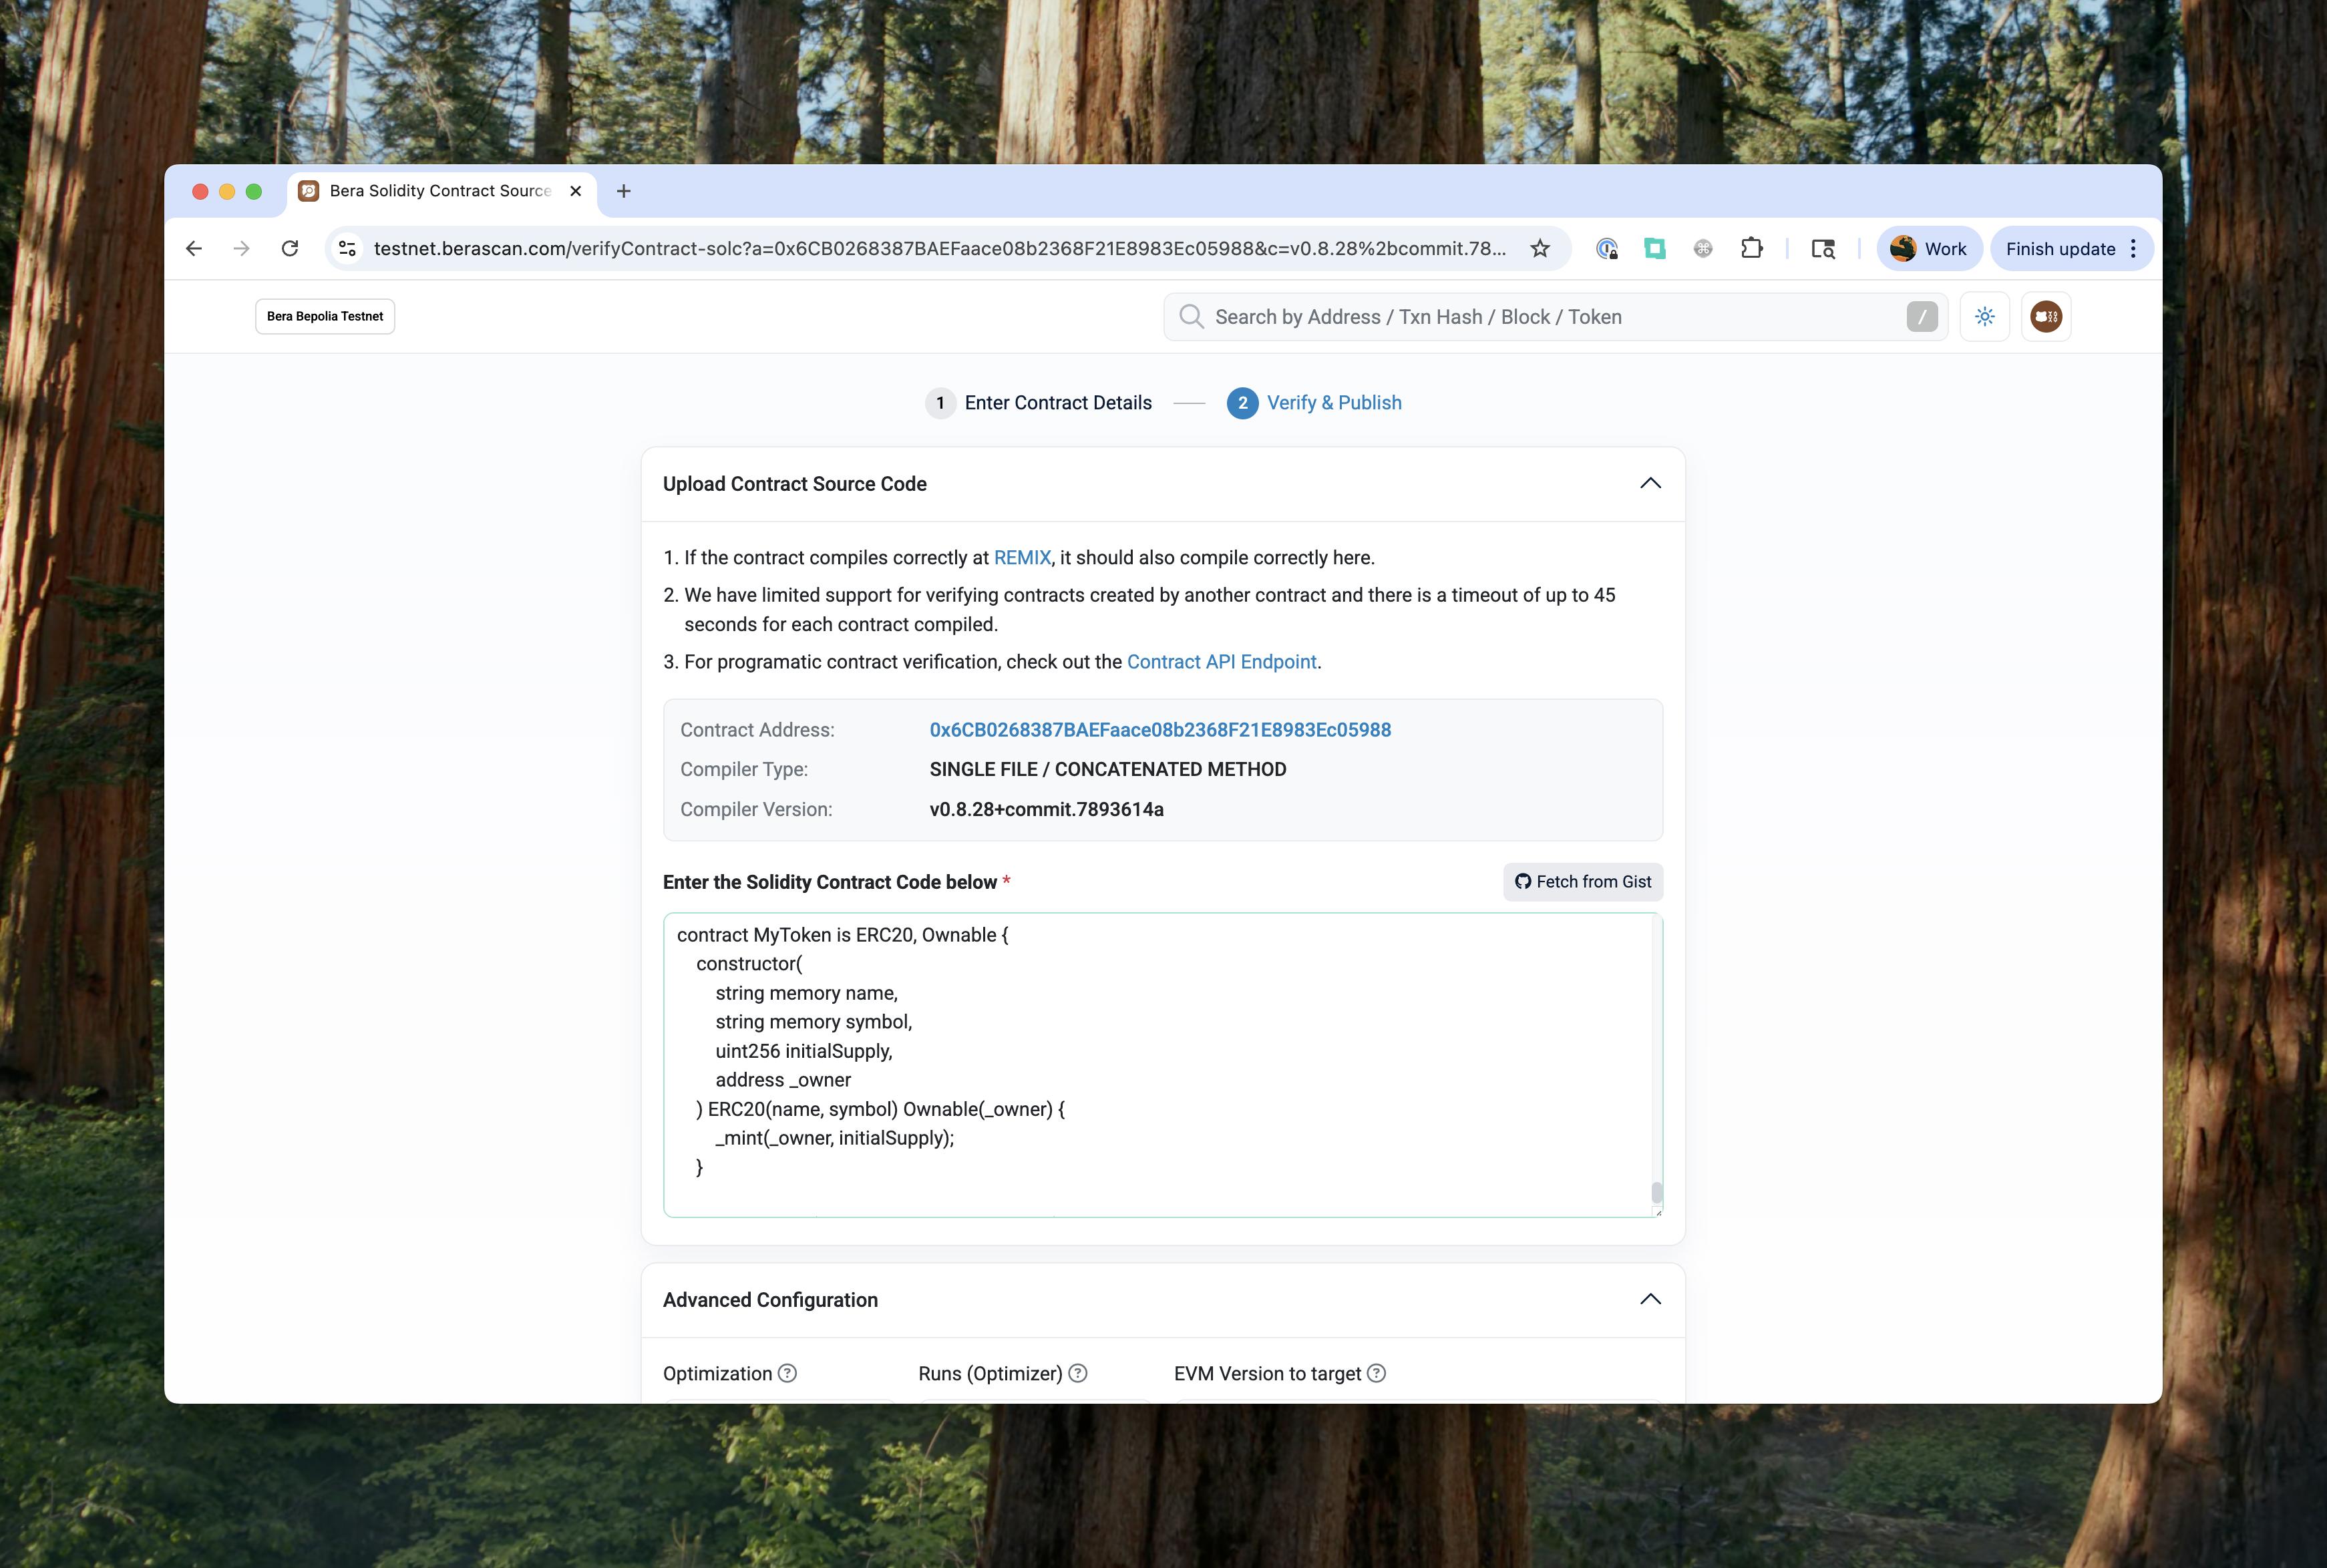 Bera Solidity Contract Source
testnet.berascan.com/verifyContract-solc?a=0x6CB0268387BAEFaace08b2368F21E8983Ec05988&c=v0.8.28%2bcommit.78...
Work
Finish update
Bera Bepolia Testnet
Search by Address / Txn Hash / Block / Token
/
1 Enter Contract Details
2 Verify & Publish
Upload Contract Source Code
1. If the contract compiles correctly at REMIX, it should also compile correctly here.
2. We have limited support for verifying contracts created by another contract and there is a timeout of up to 45
seconds for each contract compiled.
3. For programatic contract verification, check out the Contract API Endpoint.
Contract Address: 0x6CB0268387BAEFaace08b2368F21E8983Ec05988
Compiler Type: SINGLE FILE / CONCATENATED METHOD
Compiler Version: v0.8.28+commit.7893614a
Enter the Solidity Contract Code below *
Fetch from Gist
contract MyToken is ERC20, Ownable {
constructor(
string memory name,
string memory symbol,
uint256 initialSupply,
address _owner
) ERC20(name, symbol) Ownable(_owner) {
_mint(_owner, initialSupply);
}
Advanced Configuration
Optimization ?
Runs (Optimizer) ?
EVM Version to target ?